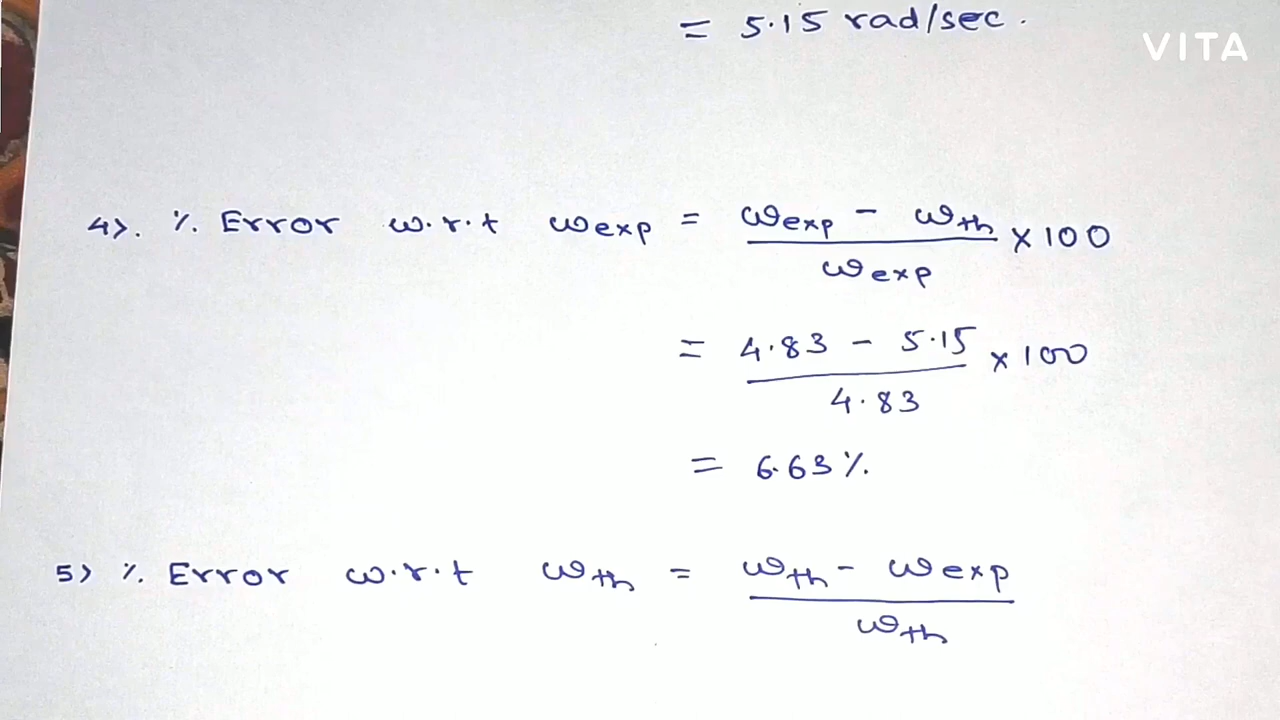 = 5.15 rad/sec.
VITA
4>. % Error w.r.t ωexp = ωexp - ωth × 100
ωexp
= 4.83 - 5.15 × 100
4.83
= 6.63 %.
5> % Error w.r.t ωth = ωth - ωexp
ωth